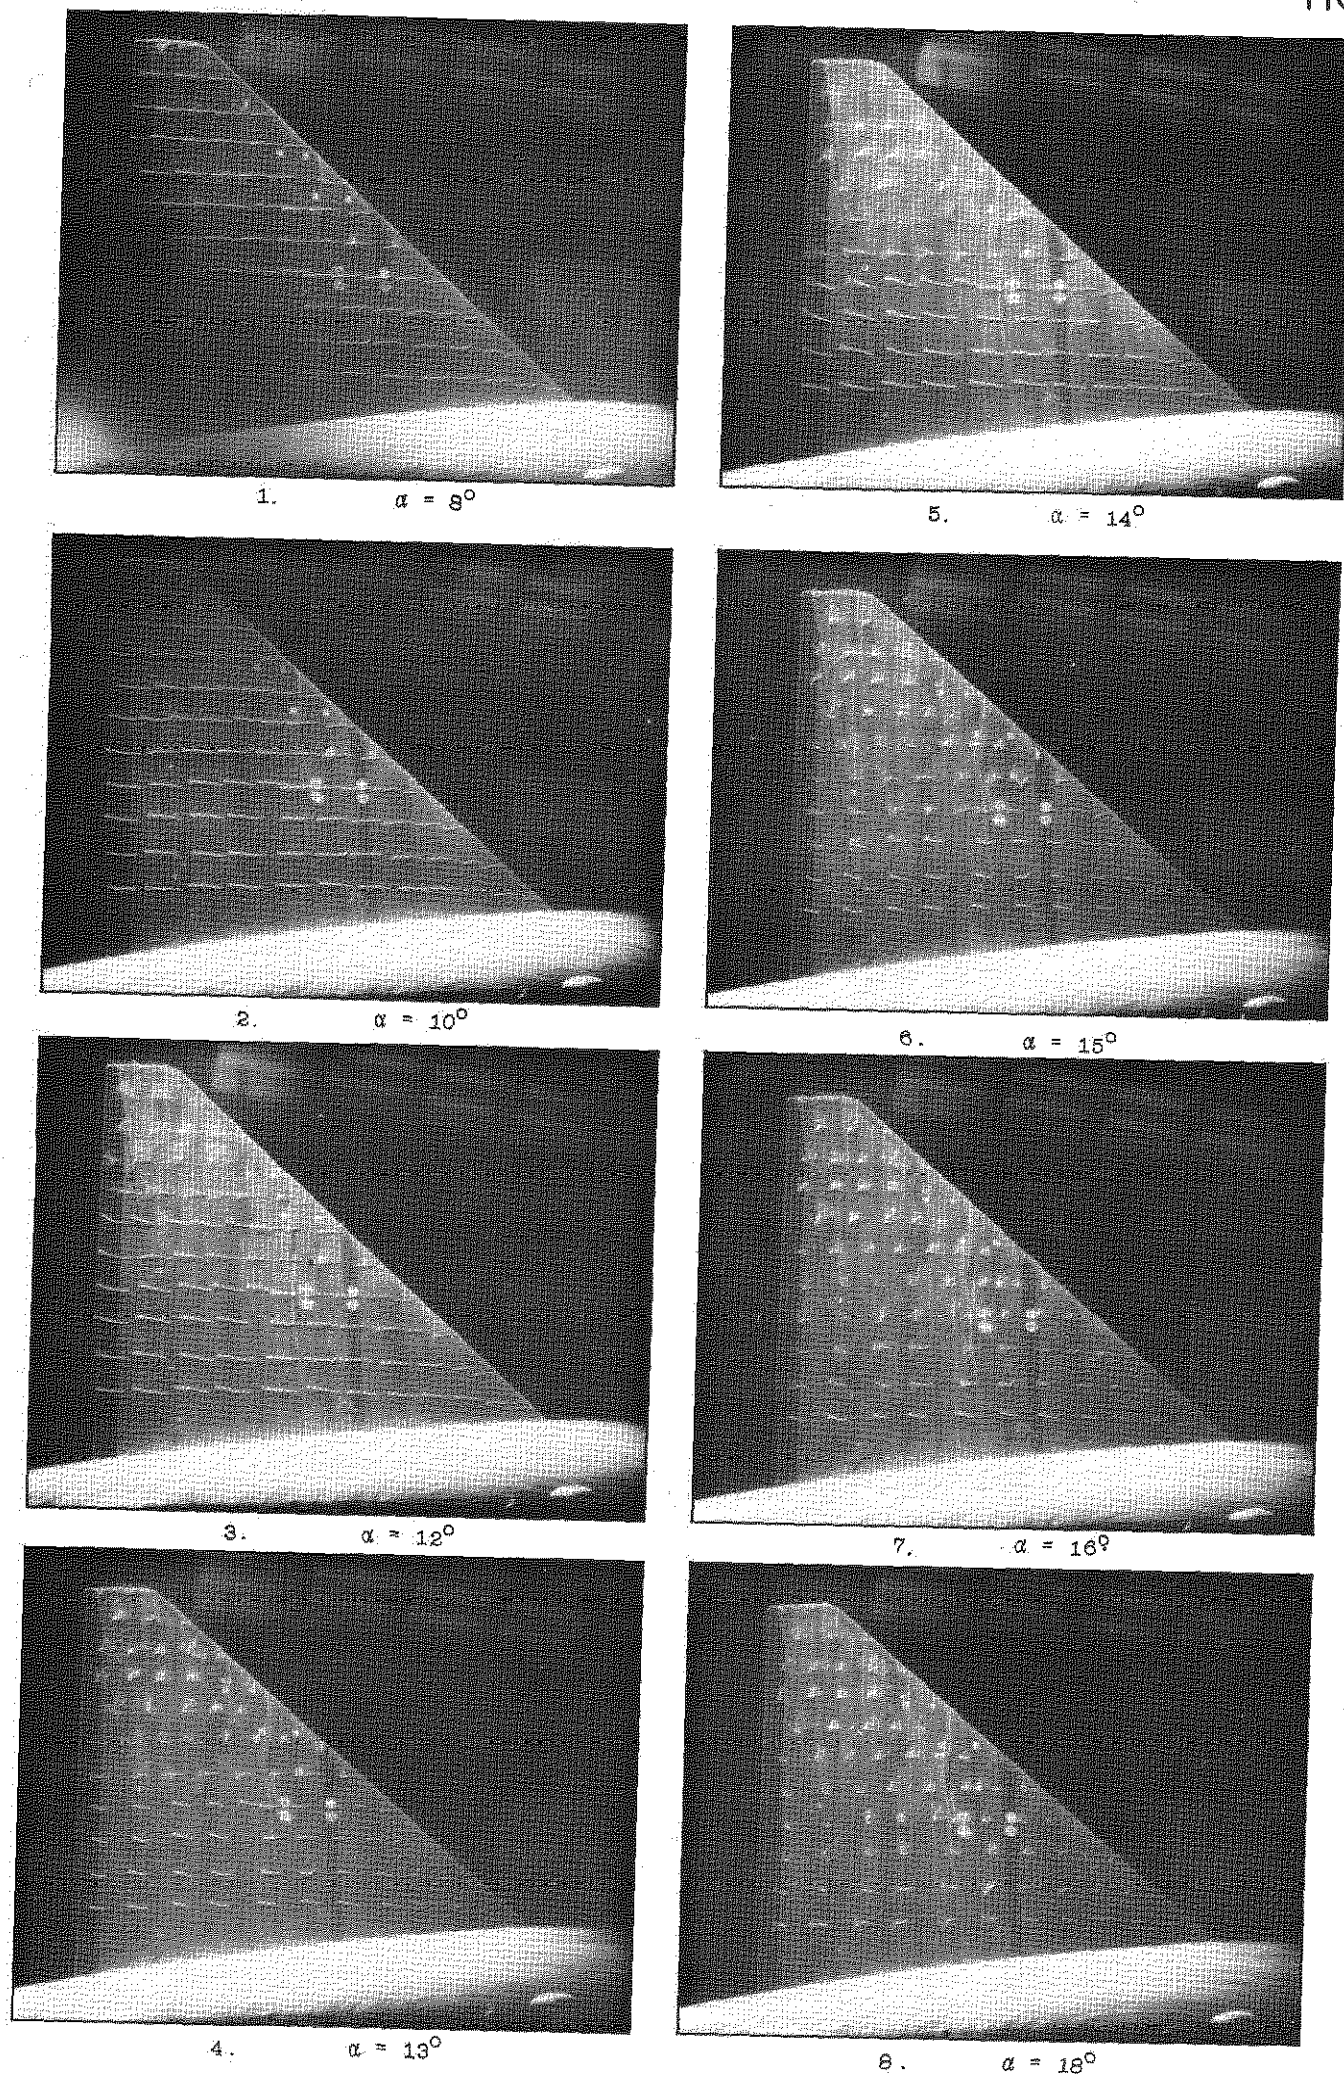 1. α = 8°
2. α = 10°
3. α = 12°
4. α = 13°
5. α = 14°
6. α = 15°
7. α = 16°
8. α = 18°